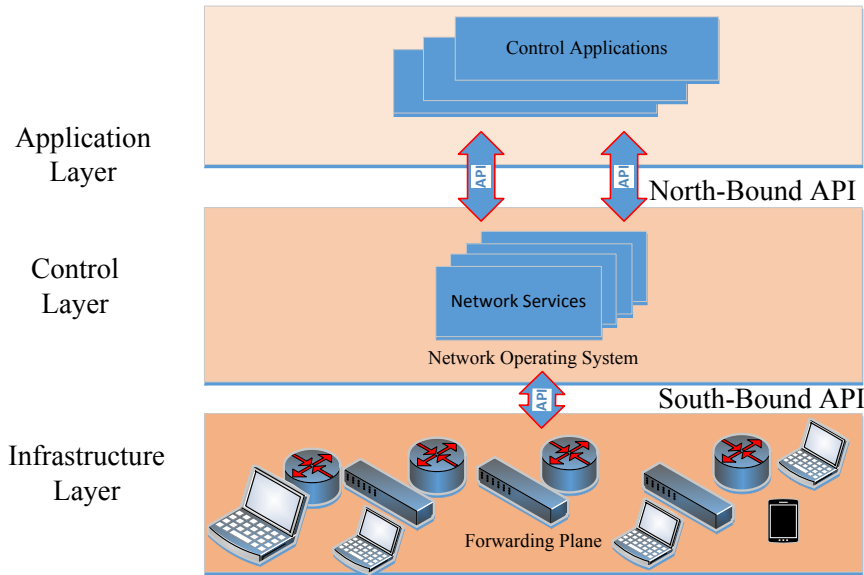 Control Applications
Application
Layer
API
API
North-Bound API
Control
Layer
Network Services
Network Operating System
API
South-Bound API
Infrastructure
Layer
Forwarding Plane